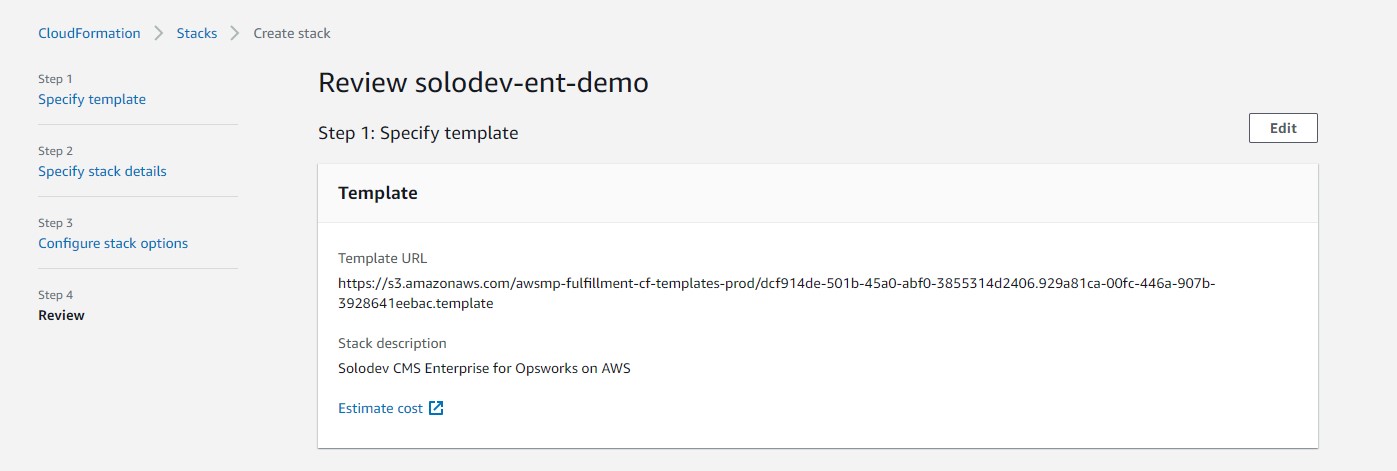 CloudFormation > Stacks > Create stack
Step 1
Specify template
Step 2
Specify stack details
Step 3
Configure stack options
Step 4
Review
Review solodev-ent-demo
Step 1: Specify template
Edit
Template
Template URL
https://s3.amazonaws.com/awsmp-fulfillment-cf-templates-prod/dcf914de-501b-45a0-abf0-3855314d2406.929a81ca-00fc-446a-907b-
3928641eebac.template
Stack description
Solodev CMS Enterprise for Opsworks on AWS
Estimate cost